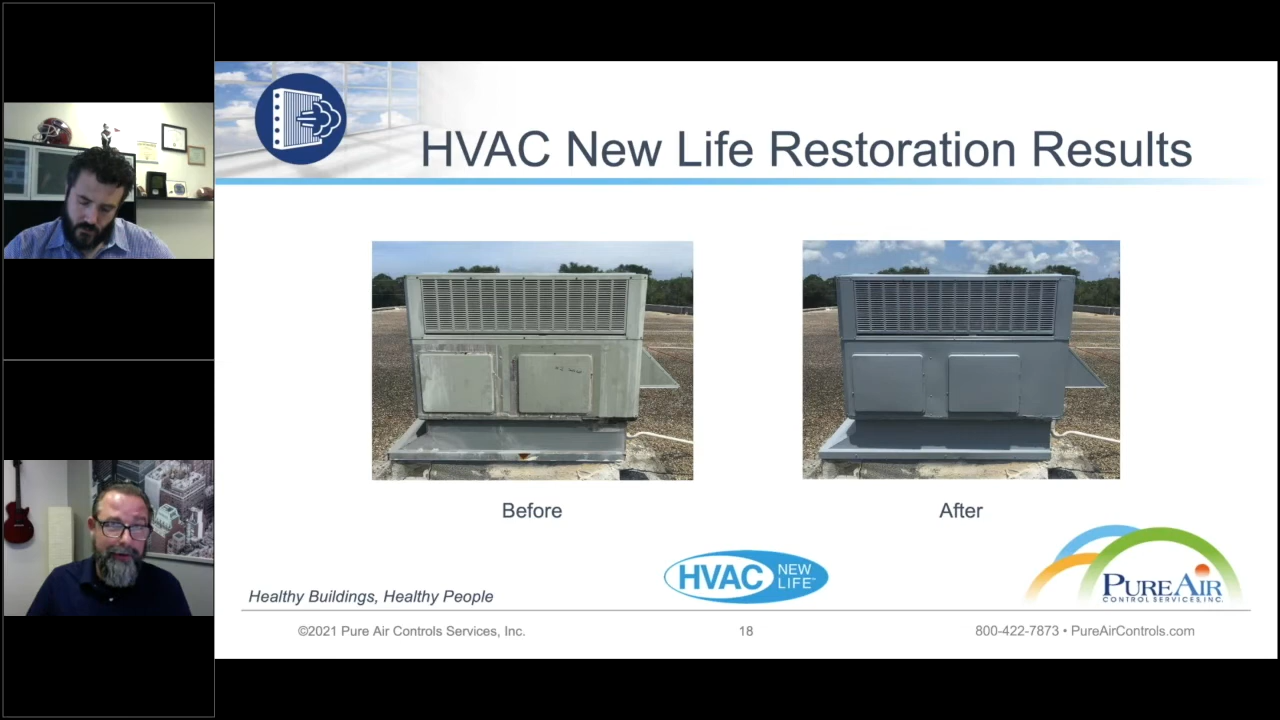 HVAC New Life Restoration Results
Before
After
HVAC NEW LIFE™
PURE AIR
CONTROL SERVICES, INC.
Healthy Buildings, Healthy People
©2021 Pure Air Controls Services, Inc.
18
800-422-7873 • PureAirControls.com